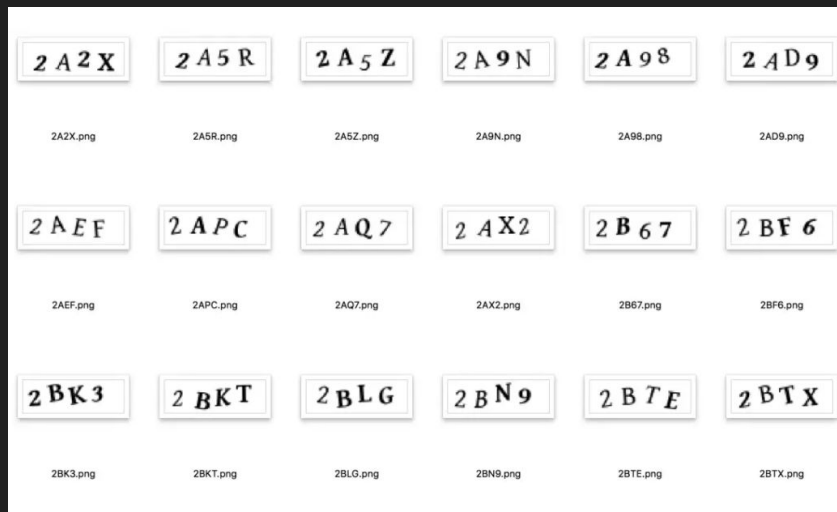 2A2X 2A5R 2A5Z 2A9N 2A98 2AD9
2A2X.png 2A5R.png 2A5Z.png 2A9N.png 2A98.png 2AD9.png
2AEF 2APC 2AQ7 2AX2 2B67 2BF6
2AEF.png 2APC.png 2AQ7.png 2AX2.png 2B67.png 2BF6.png
2BK3 2BKT 2BLG 2BN9 2BTE 2BTX
2BK3.png 2BKT.png 2BLG.png 2BN9.png 2BTE.png 2BTX.png